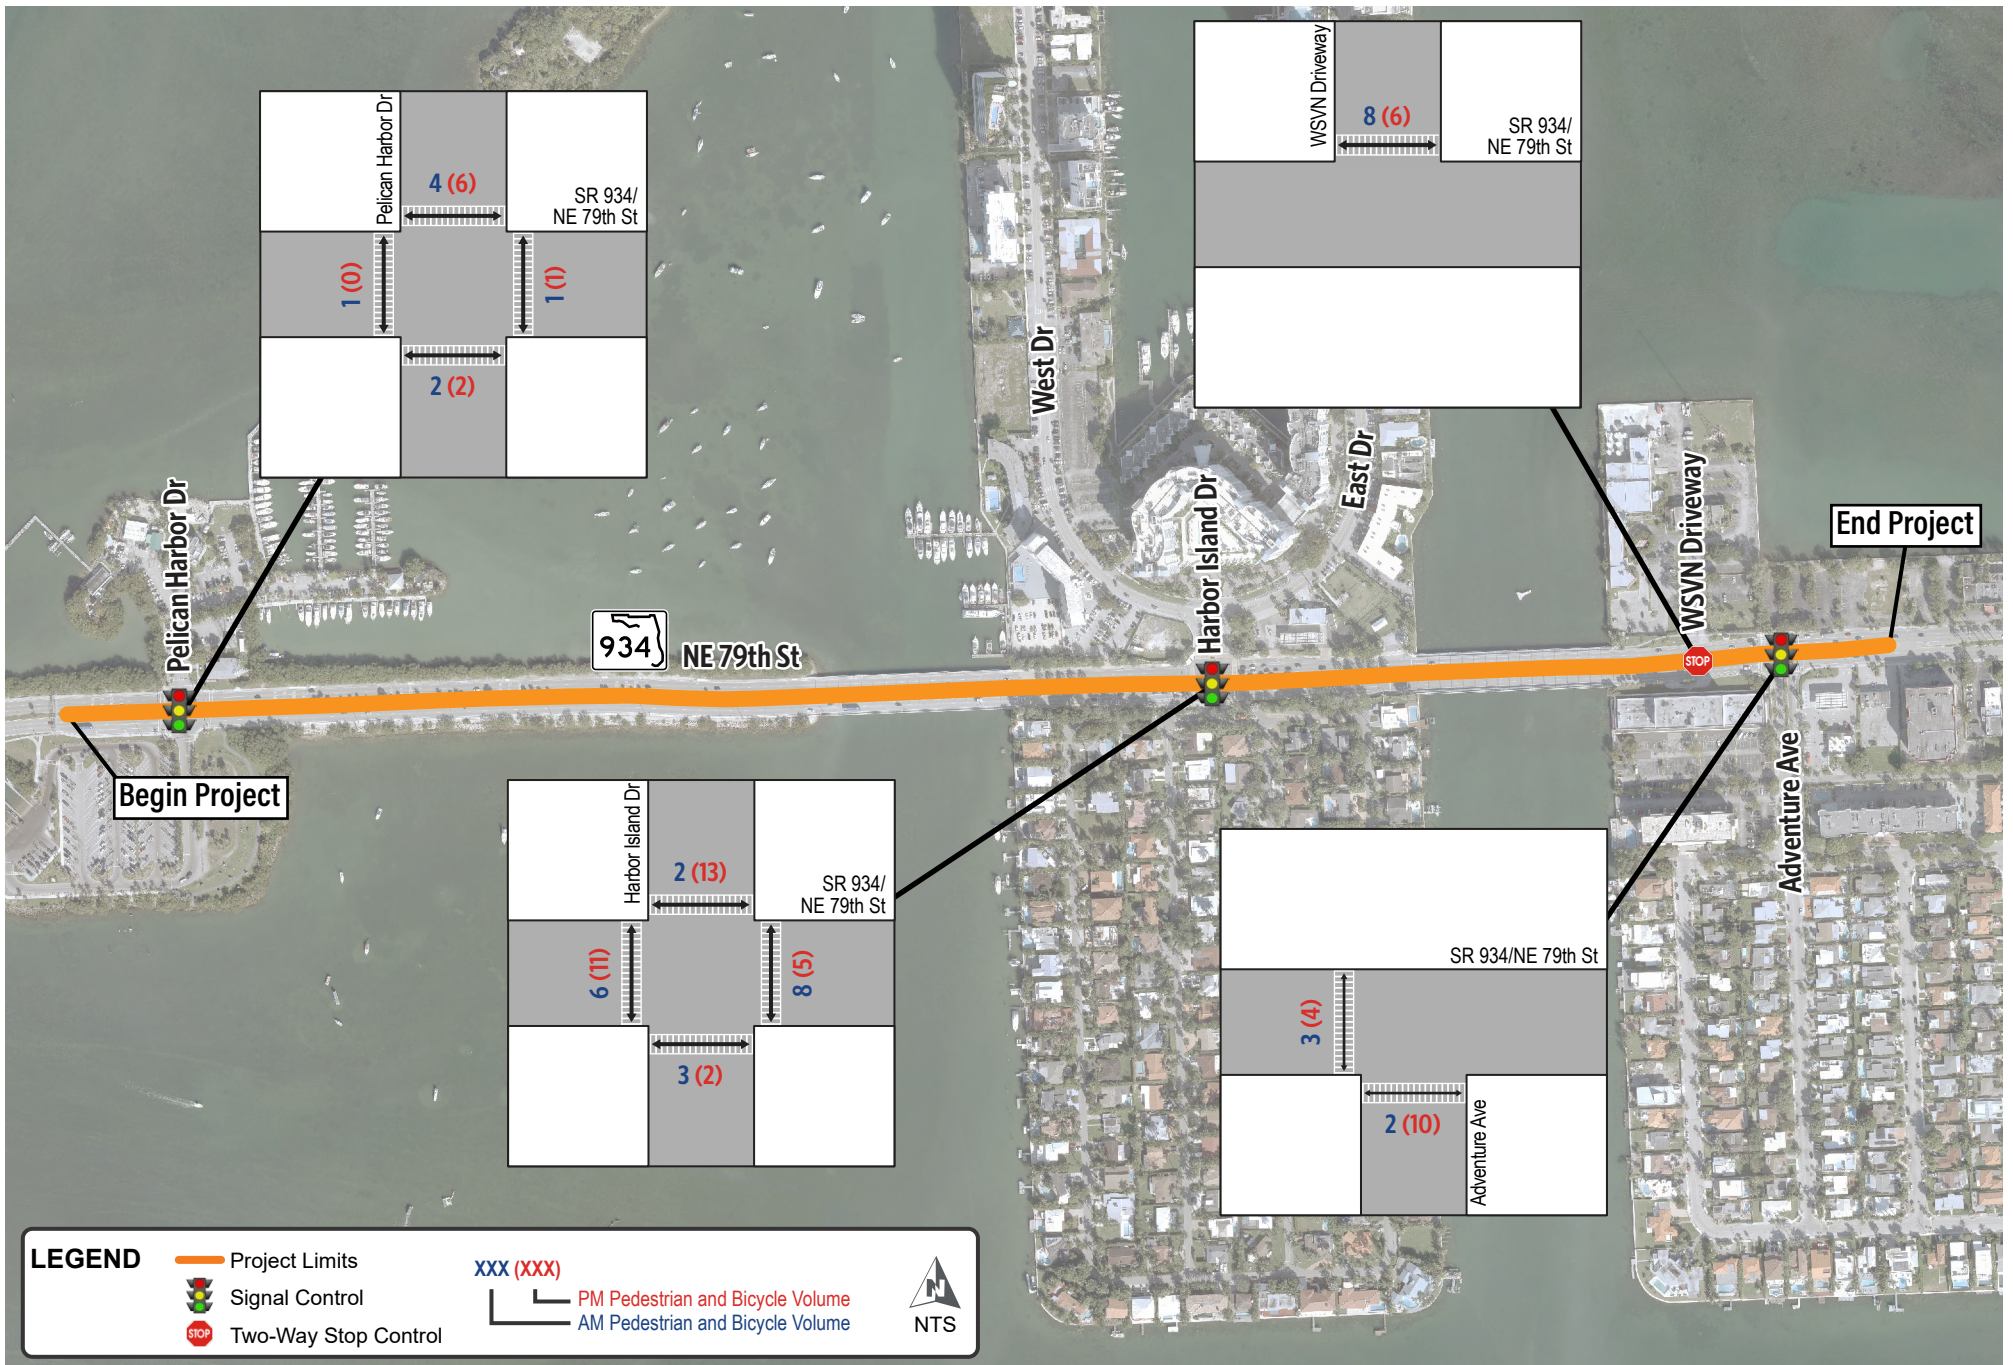 Pelican Harbor Dr
4 (6)
SR 934/
NE 79th St
1 (0)
1 (1)
2 (2)
WSVN Driveway
8 (6)
SR 934/
NE 79th St
West Dr
East Dr
Harbor Island Dr
Pelican Harbor Dr
WSVN Driveway
End Project
934
NE 79th St
STOP
Begin Project
Adventure Ave
Harbor Island Dr
2 (13)
SR 934/
NE 79th St
6 (11)
8 (5)
3 (2)
SR 934/NE 79th St
3 (4)
2 (10)
Adventure Ave
LEGEND
Project Limits
Signal Control
STOP
Two-Way Stop Control
XXX (XXX)
PM Pedestrian and Bicycle Volume
AM Pedestrian and Bicycle Volume
N
NTS